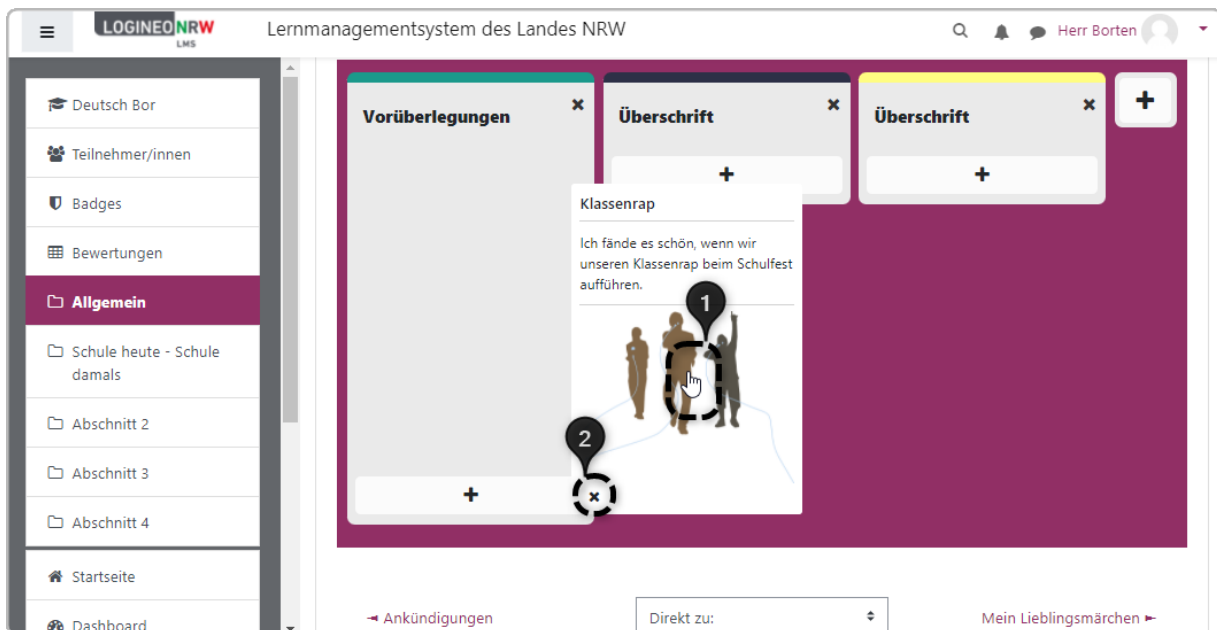 LOGINEO NRW
LMS
Lernmanagementsystem des Landes NRW
Herr Borten
Deutsch Bor
Teilnehmer/innen
Badges
Bewertungen
Allgemein
Schule heute - Schule
damals
Abschnitt 2
Abschnitt 3
Abschnitt 4
Startseite
Dashboard
Vorüberlegungen
Überschrift
Überschrift
Klassenrap
Ich fände es schön, wenn wir
unseren Klassenrap beim Schulfest
aufführen.
1
2
Ankündigungen
Direkt zu:
Mein Lieblingsmärchen